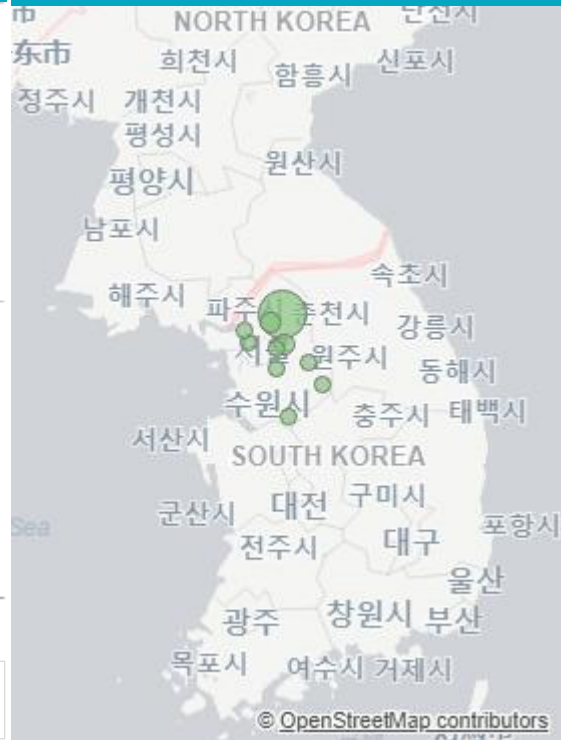 市
NORTH KOREA
단천시
东市
희천시
함흥시
신포시
정주시
개천시
평성시
원산시
평양시
남포시
해주시
속초시
춘천시
강릉시
원주시
동해시
수원시
충주시
태백시
서산시
SOUTH KOREA
군산시
대전
구미시
Sea
전주시
대구
포항시
울산
광주
창원시
부산
목포시
여수시
거제시
© OpenStreetMap contributors